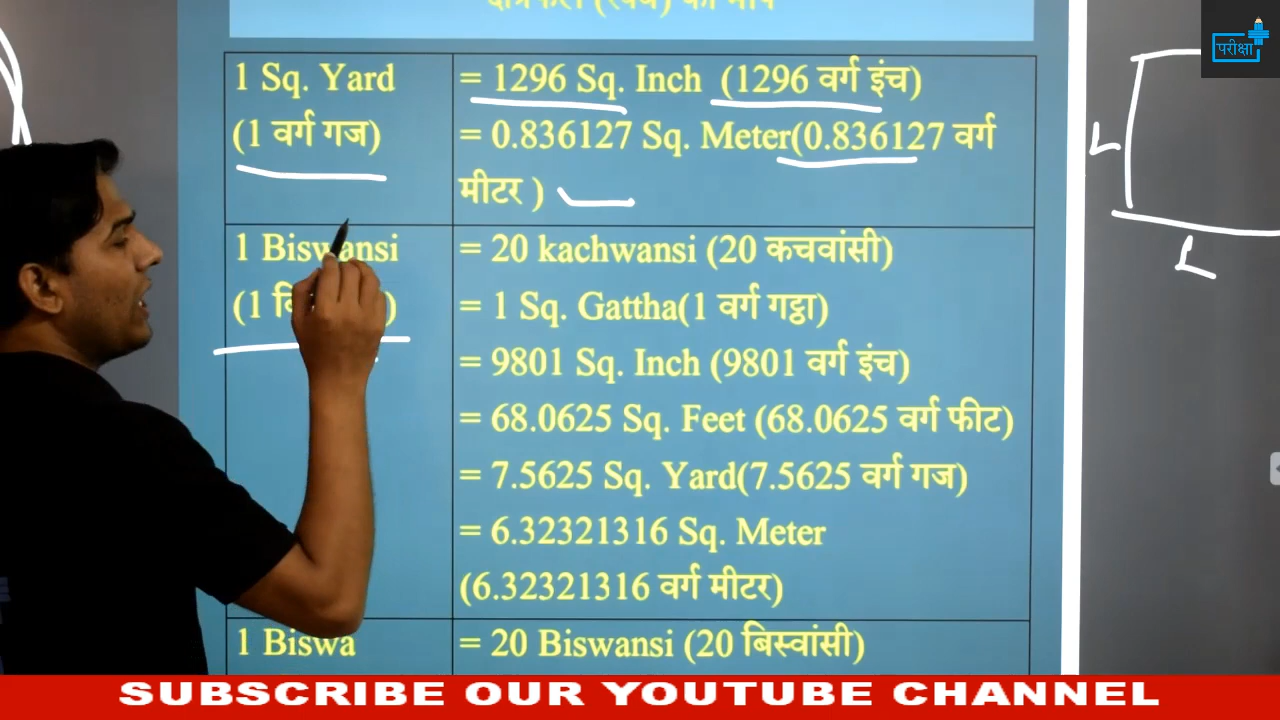 परीक्षा
1 Sq. Yard
(1 वर्ग गज)
= 1296 Sq. Inch (1296 वर्ग इंच)
= 0.836127 Sq. Meter(0.836127 वर्ग
मीटर )
L
L
1 Biswansi
(1
)
= 20 kachwansi (20 कचवांसी)
= 1 Sq. Gattha(1 वर्ग गट्ठा)
= 9801 Sq. Inch (9801 वर्ग इंच)
= 68.0625 Sq. Feet (68.0625 वर्ग फीट)
= 7.5625 Sq. Yard(7.5625 वर्ग गज)
= 6.32321316 Sq. Meter
(6.32321316 वर्ग मीटर)
1 Biswa
= 20 Biswansi (20 बिस्वांसी)
SUBSCRIBE OUR YOUTUBE CHANNEL